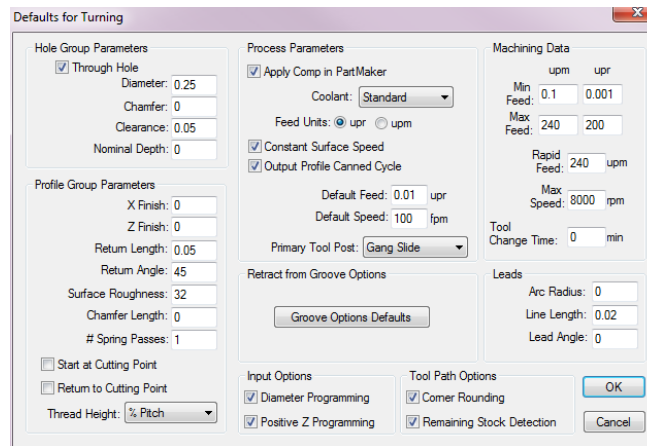 Defaults for Turning
Hole Group Parameters
Through Hole
Diameter: 0.25
Chamfer: 0
Clearance: 0.05
Nominal Depth: 0
Profile Group Parameters
X Finish: 0
Z Finish: 0
Return Length: 0.05
Return Angle: 45
Surface Roughness: 32
Chamfer Length: 0
# Spring Passes: 1
Start at Cutting Point
Return to Cutting Point
Thread Height: % Pitch
Process Parameters
Apply Comp in PartMaker
Coolant: Standard
Feed Units: upr upm
Constant Surface Speed
Output Profile Canned Cycle
Default Feed: 0.01 upr
Default Speed: 100 fpm
Primary Tool Post: Gang Slide
Retract from Groove Options
Groove Options Defaults
Input Options
Diameter Programming
Positive Z Programming
Tool Path Options
Corner Rounding
Remaining Stock Detection
Machining Data
upm upr
Min
Feed: 0.1 0.001
Max
Feed: 240 200
Rapid
Feed: 240 upm
Max
Speed: 8000 rpm
Tool
Change Time: 0 min
Leads
Arc Radius: 0
Line Length: 0.02
Lead Angle: 0
OK
Cancel